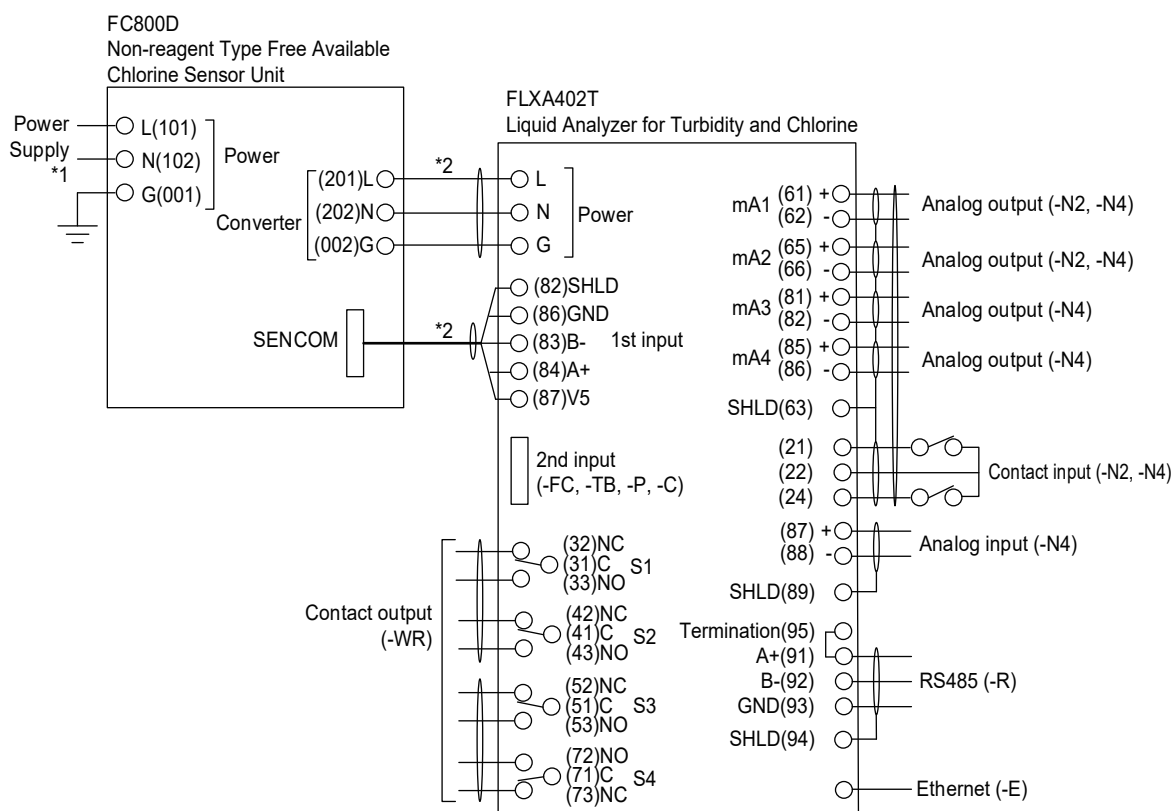 FC800D
Non-reagent Type Free Available
Chlorine Sensor Unit
Power
Supply
*1
L(101)
N(102)
G(001)
Power
Converter
(201)L
(202)N
(002)G
*2
SENCOM
*2
FLXA402T
Liquid Analyzer for Turbidity and Chlorine
L
N
G
Power
(82)SHLD
(86)GND
(83)B-
(84)A+
(87)V5
1st input
2nd input
(-FC, -TB, -P, -C)
Contact output
(-WR)
(32)NC
(31)C
(33)NO
S1
(42)NC
(41)C
(43)NO
S2
(52)NC
(51)C
(53)NO
S3
(72)NO
(71)C
(73)NC
S4
mA1
(61) +
(62) -
Analog output (-N2, -N4)
mA2
(65) +
(66) -
Analog output (-N2, -N4)
mA3
(81) +
(82) -
Analog output (-N4)
mA4
(85) +
(86) -
Analog output (-N4)
SHLD(63)
(21)
(22)
(24)
Contact input (-N2, -N4)
(87) +
(88) -
Analog input (-N4)
SHLD(89)
Termination(95)
A+(91)
B-(92)
GND(93)
SHLD(94)
RS485 (-R)
Ethernet (-E)